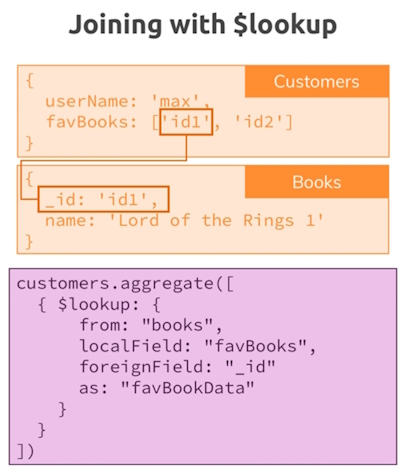 Joining with $lookup
Customers
{
userName: 'max',
favBooks: ['id1', 'id2']
}
Books
{
_id: 'id1',
name: 'Lord of the Rings 1'
}
customers.aggregate([
{ $lookup: {
from: "books",
localField: "favBooks",
foreignField: "_id"
as: "favBookData"
}
}
])